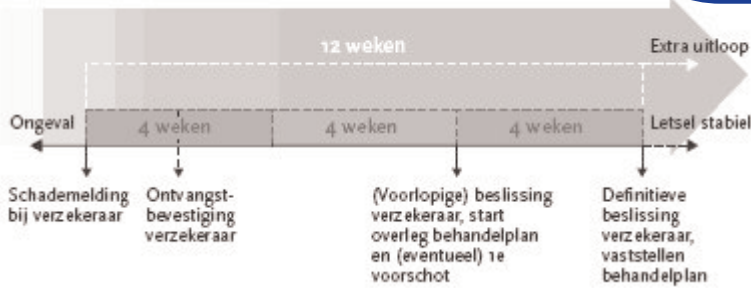 12 weken
Extra uitloop
Ongeval
4 weken
4 weken
4 weken
Letsel stabiel
Schademelding
bij verzekeraar
Ontvangst-
bevestiging
verzekeraar
(Voorlopige) beslissing
verzekeraar, start
overleg behandelplan
en (eventueel) 1e
voorschot
Definitieve
beslissing
verzekeraar,
vaststellen
behandelplan